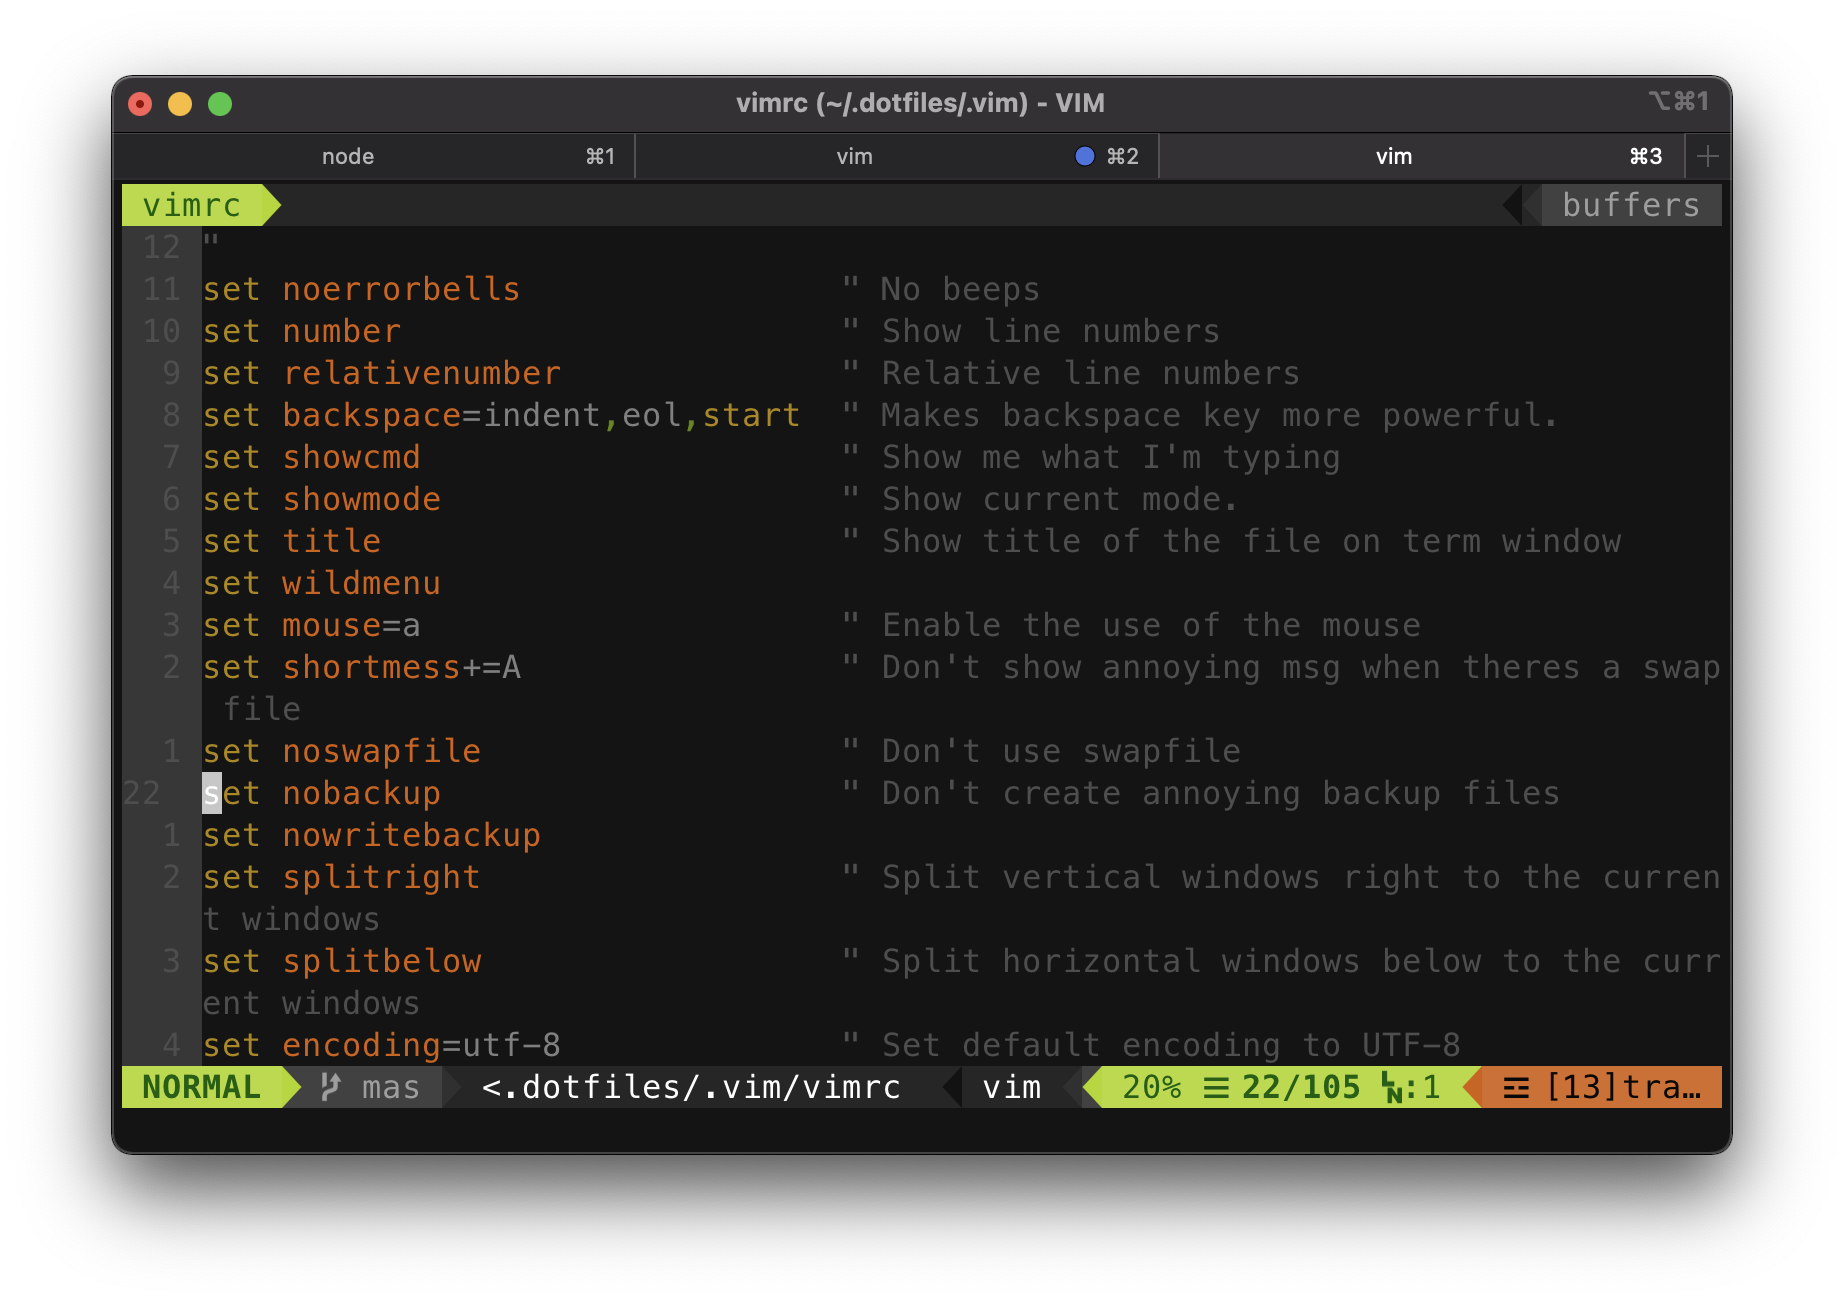 vimrc (~/.dotfiles/.vim) - VIM ⌥⌘1
node ⌘1 vim ⌘2 vim ⌘3 +
vimrc buffers
12 "
11 set noerrorbells " No beeps
10 set number " Show line numbers
9 set relativenumber " Relative line numbers
8 set backspace=indent,eol,start " Makes backspace key more powerful.
7 set showcmd " Show me what I'm typing
6 set showmode " Show current mode.
5 set title " Show title of the file on term window
4 set wildmenu
3 set mouse=a " Enable the use of the mouse
2 set shortmess+=A " Don't show annoying msg when theres a swap
file
1 set noswapfile " Don't use swapfile
22 set nobackup " Don't create annoying backup files
1 set nowritebackup
2 set splitright " Split vertical windows right to the curren
t windows
3 set splitbelow " Split horizontal windows below to the curr
ent windows
4 set encoding=utf-8 " Set default encoding to UTF-8
NORMAL mas <.dotfiles/.vim/vimrc vim 20% ☰ 22/105 :1 ☲ [13]tra…